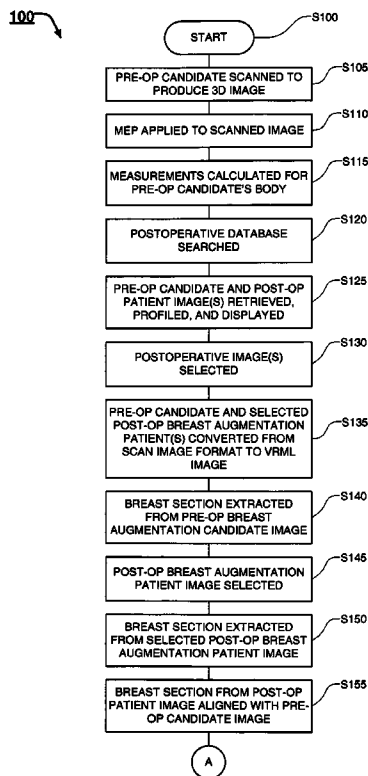 100
START
S100
PRE-OP CANDIDATE SCANNED TO
PRODUCE 3D IMAGE
S105
MEP APPLIED TO SCANNED IMAGE
S110
MEASUREMENTS CALCULATED FOR
PRE-OP CANDIDATE'S BODY
S115
POSTOPERATIVE DATABASE
SEARCHED
S120
PRE-OP CANDIDATE AND POST-OP
PATIENT IMAGE(S) RETRIEVED,
PROFILED, AND DISPLAYED
S125
POSTOPERATIVE IMAGE(S)
SELECTED
S130
PRE-OP CANDIDATE AND SELECTED
POST-OP BREAST AUGMENTATION
PATIENT(S) CONVERTED FROM
SCAN IMAGE FORMAT TO VRML
IMAGE
S135
BREAST SECTION EXTRACTED
FROM PRE-OP BREAST
AUGMENTATION CANDIDATE IMAGE
S140
POST-OP BREAST AUGMENTATION
PATIENT IMAGE SELECTED
S145
BREAST SECTION EXTRACTED
FROM SELECTED POST-OP BREAST
AUGMENTATION PATIENT IMAGE
S150
BREAST SECTION FROM POST-OP
PATIENT IMAGE ALIGNED WITH PRE-
OP CANDIDATE IMAGE
S155
A